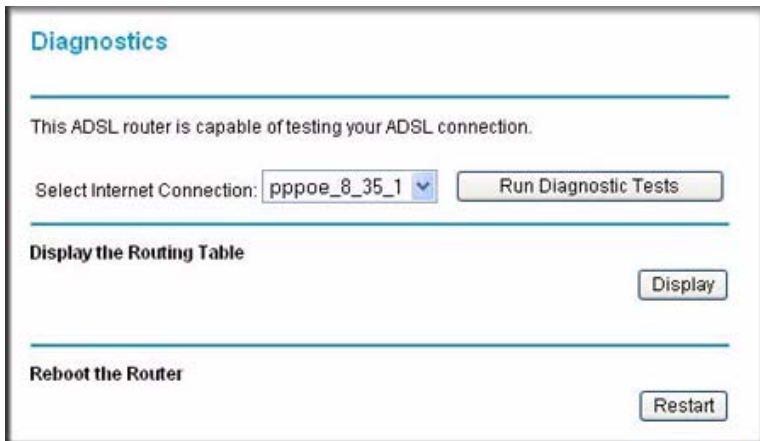 Diagnostics
This ADSL router is capable of testing your ADSL connection.
Select Internet Connection: pppoe_8_35_1 Run Diagnostic Tests
Display the Routing Table
Display
Reboot the Router
Restart